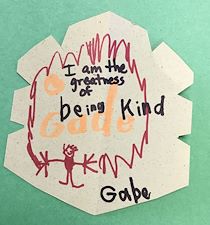 I am the
greatness
of
being Kind
Gabe
Gabe